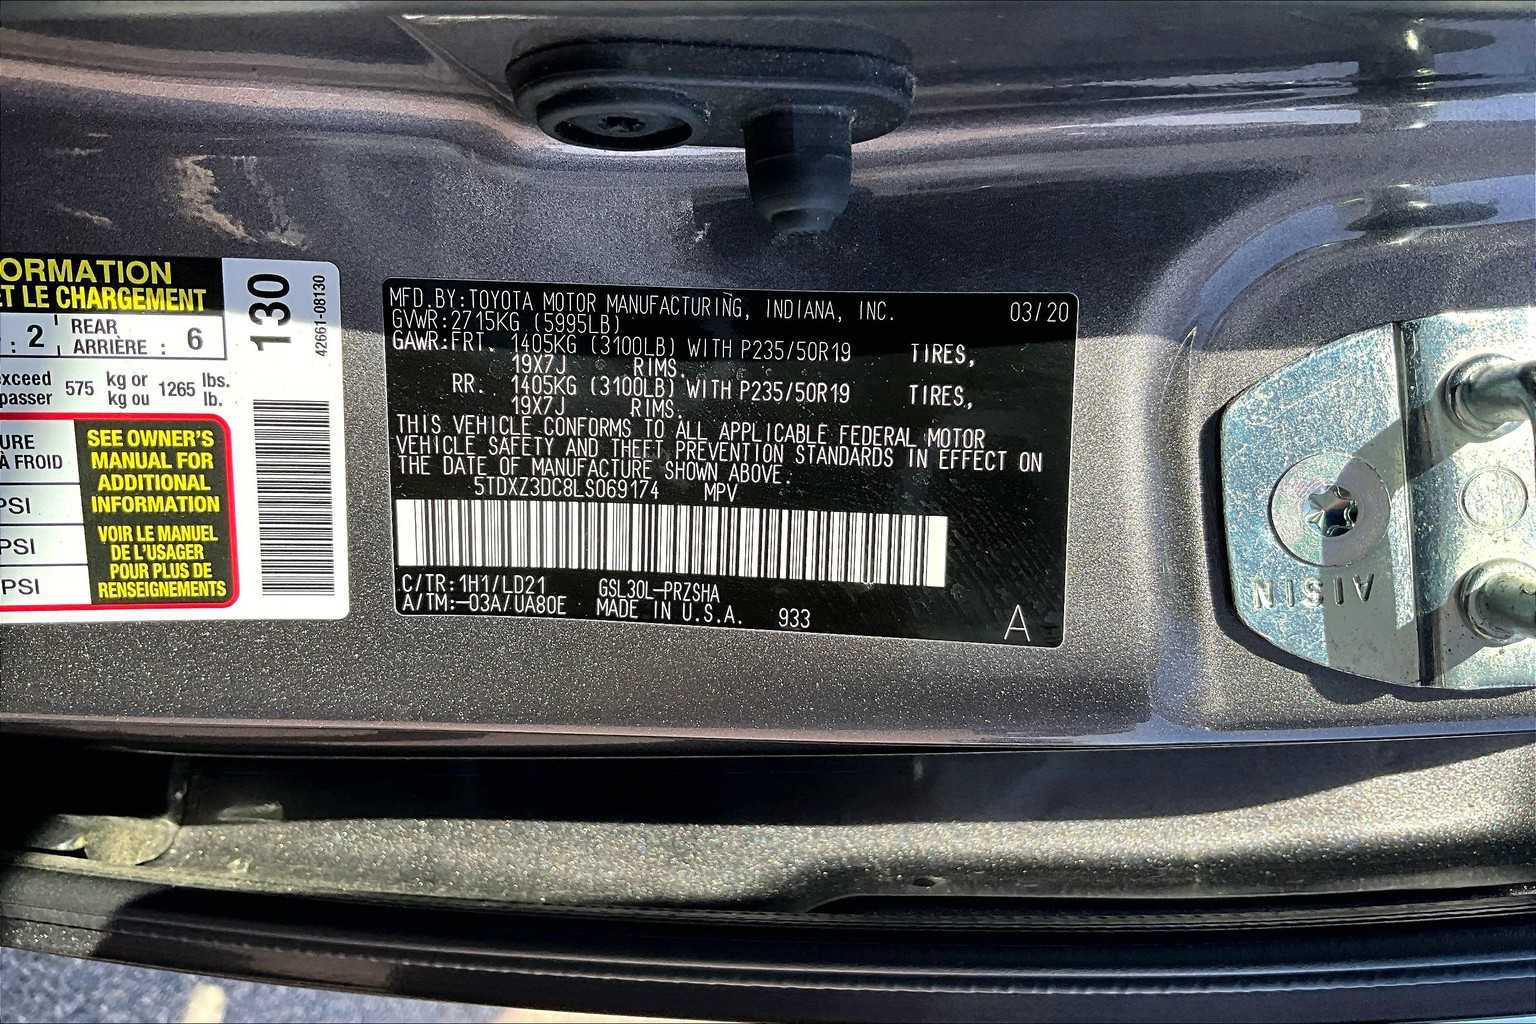 ORMATION
ET LE CHARGEMENT
: 2 REAR ARRIÈRE : 6
exceed passer 575 kg or kg ou 1265 lbs. lb.
URE
À FROID
PSI
PSI
PSI
SEE OWNER'S
MANUAL FOR
ADDITIONAL
INFORMATION
VOIR LE MANUEL
DE L'USAGER
POUR PLUS DE
RENSEIGNEMENTS
130
42661-08130
MFD.BY:TOYOTA MOTOR MANUFACTURING, INDIANA, INC. 03/20
GVWR:2715KG (5995LB)
GAWR:FRT. 1405KG (3100LB) WITH P235/50R19 TIRES,
19X7J RIMS.
RR. 1405KG (3100LB) WITH P235/50R19 TIRES,
19X7J RIMS.
THIS VEHICLE CONFORMS TO ALL APPLICABLE FEDERAL MOTOR
VEHICLE SAFETY AND THEFT PREVENTION STANDARDS IN EFFECT ON
THE DATE OF MANUFACTURE SHOWN ABOVE.
5TDXZ3DC8LS069174 MPV
C/TR:1H1/LD21 GSL30L-PRZSHA
A/TM:-03A/UA80E MADE IN U.S.A. 933
A
AISIN